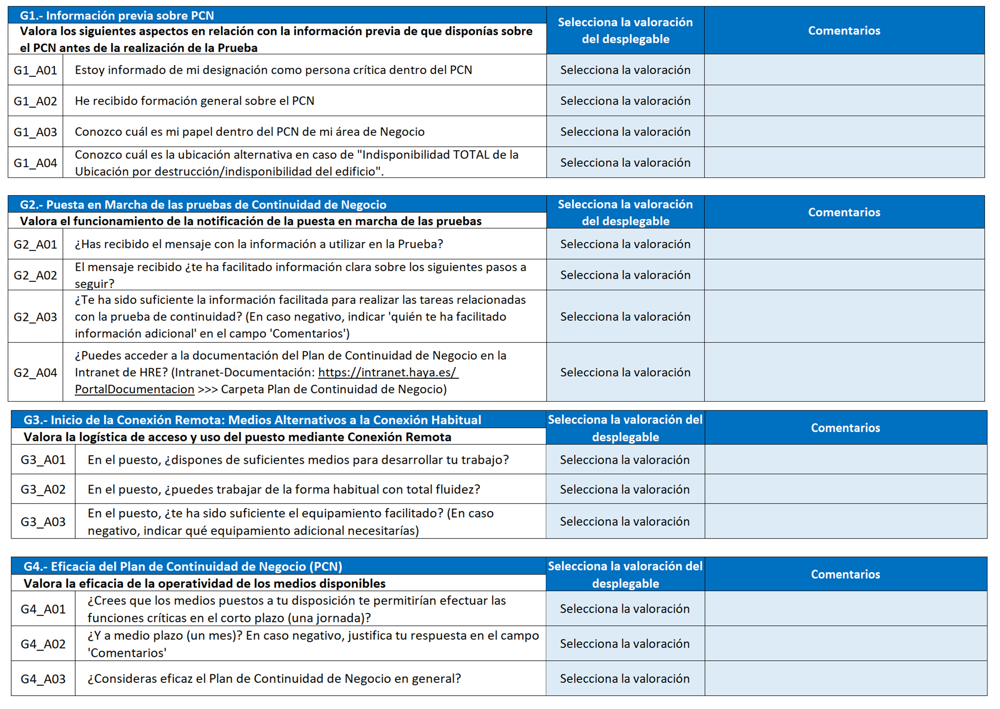 G1.- Información previa sobre PCN
Valora los siguientes aspectos en relación con la información previa de que disponías sobre
el PCN antes de la realización de la Prueba
Selecciona la valoración
del desplegable
Comentarios
G1_A01 Estoy informado de mi designación como persona crítica dentro del PCN Selecciona la valoración
G1_A02 He recibido formación general sobre el PCN Selecciona la valoración
G1_A03 Conozco cuál es mi papel dentro del PCN de mi área de Negocio Selecciona la valoración
G1_A04 Conozco cuál es la ubicación alternativa en caso de "Indisponibilidad TOTAL de la
Ubicación por destrucción/indisponibilidad del edificio".
Selecciona la valoración
G2.- Puesta en Marcha de las pruebas de Continuidad de Negocio
Valora el funcionamiento de la notificación de la puesta en marcha de las pruebas
Selecciona la valoración
del desplegable
Comentarios
G2_A01 ¿Has recibido el mensaje con la información a utilizar en la Prueba? Selecciona la valoración
G2_A02 El mensaje recibido ¿te ha facilitado información clara sobre los siguientes pasos a
seguir?
Selecciona la valoración
G2_A03 ¿Te ha sido suficiente la información facilitada para realizar las tareas relacionadas
con la prueba de continuidad? (En caso negativo, indicar 'quién te ha facilitado
información adicional' en el campo 'Comentarios')
Selecciona la valoración
G2_A04 ¿Puedes acceder a la documentación del Plan de Continuidad de Negocio en la
Intranet de HRE? (Intranet-Documentación: https://intranet.haya.es/
PortalDocumentacion >>> Carpeta Plan de Continuidad de Negocio)
Selecciona la valoración
G3.- Inicio de la Conexión Remota: Medios Alternativos a la Conexión Habitual
Valora la logística de acceso y uso del puesto mediante Conexión Remota
Selecciona la valoración del
desplegable
Comentarios
G3_A01 En el puesto, ¿dispones de suficientes medios para desarrollar tu trabajo? Selecciona la valoración
G3_A02 En el puesto, ¿puedes trabajar de la forma habitual con total fluidez? Selecciona la valoración
G3_A03 En el puesto, ¿te ha sido suficiente el equipamiento facilitado? (En caso
negativo, indicar qué equipamiento adicional necesitarías)
Selecciona la valoración
G4.- Eficacia del Plan de Continuidad de Negocio (PCN)
Valora la eficacia de la operatividad de los medios disponibles
Selecciona la valoración del
desplegable
Comentarios
G4_A01 ¿Crees que los medios puestos a tu disposición te permitirían efectuar las
funciones críticas en el corto plazo (una jornada)?
Selecciona la valoración
G4_A02 ¿Y a medio plazo (un mes)? En caso negativo, justifica tu respuesta en el campo
'Comentarios'
Selecciona la valoración
G4_A03 ¿Consideras eficaz el Plan de Continuidad de Negocio en general? Selecciona la valoración